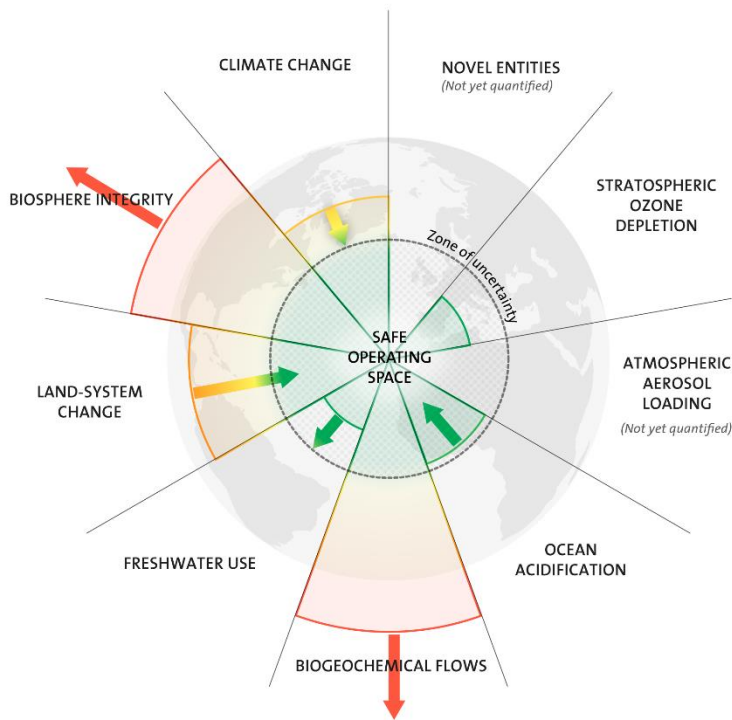 CLIMATE CHANGE
NOVEL ENTITIES
(Not yet quantified)
STRATOSPHERIC
OZONE
DEPLETION
BIOSPHERE INTEGRITY
Zone of uncertainty
SAFE
OPERATING
SPACE
ATMOSPHERIC
AEROSOL
LOADING
(Not yet quantified)
LAND-SYSTEM
CHANGE
FRESHWATER USE
OCEAN
ACIDIFICATION
BIOGEOCHEMICAL FLOWS